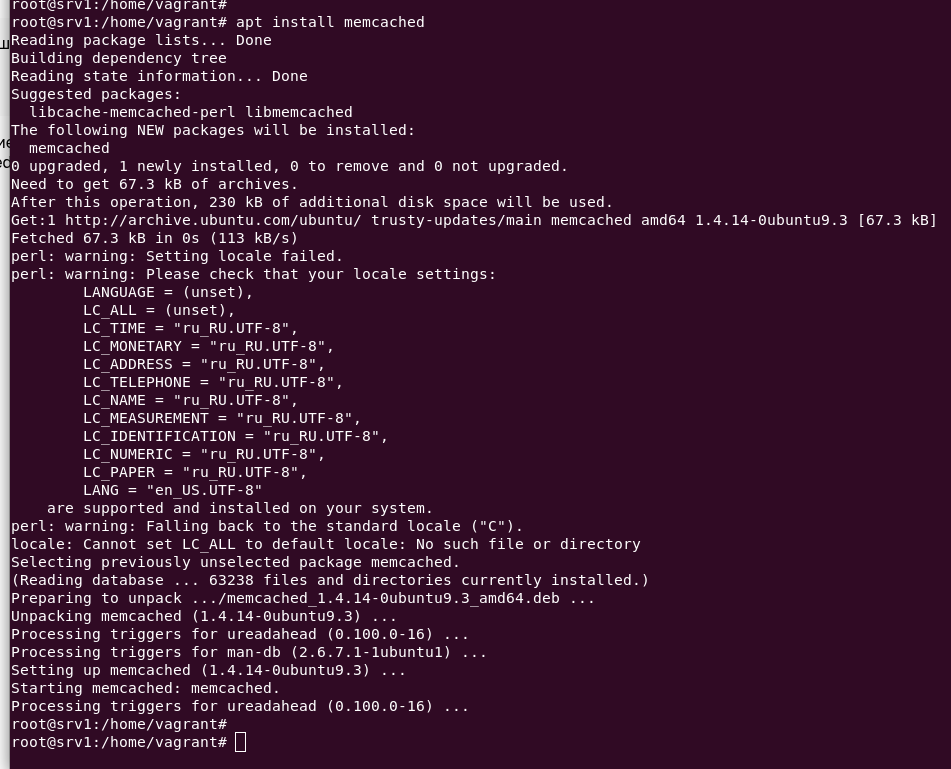 root@srv1:/home/vagrant#
root@srv1:/home/vagrant# apt install memcached
Reading package lists... Done
Building dependency tree
Reading state information... Done
Suggested packages:
  libcache-memcached-perl libmemcached
The following NEW packages will be installed:
  memcached
0 upgraded, 1 newly installed, 0 to remove and 0 not upgraded.
Need to get 67.3 kB of archives.
After this operation, 230 kB of additional disk space will be used.
Get:1 http://archive.ubuntu.com/ubuntu/ trusty-updates/main memcached amd64 1.4.14-0ubuntu9.3 [67.3 kB]
Fetched 67.3 kB in 0s (113 kB/s)
perl: warning: Setting locale failed.
perl: warning: Please check that your locale settings:
        LANGUAGE = (unset),
        LC_ALL = (unset),
        LC_TIME = "ru_RU.UTF-8",
        LC_MONETARY = "ru_RU.UTF-8",
        LC_ADDRESS = "ru_RU.UTF-8",
        LC_TELEPHONE = "ru_RU.UTF-8",
        LC_NAME = "ru_RU.UTF-8",
        LC_MEASUREMENT = "ru_RU.UTF-8",
        LC_IDENTIFICATION = "ru_RU.UTF-8",
        LC_NUMERIC = "ru_RU.UTF-8",
        LC_PAPER = "ru_RU.UTF-8",
        LANG = "en_US.UTF-8"
    are supported and installed on your system.
perl: warning: Falling back to the standard locale ("C").
locale: Cannot set LC_ALL to default locale: No such file or directory
Selecting previously unselected package memcached.
(Reading database ... 63238 files and directories currently installed.)
Preparing to unpack .../memcached_1.4.14-0ubuntu9.3_amd64.deb ...
Unpacking memcached (1.4.14-0ubuntu9.3) ...
Processing triggers for ureadahead (0.100.0-16) ...
Processing triggers for man-db (2.6.7.1-1ubuntu1) ...
Setting up memcached (1.4.14-0ubuntu9.3) ...
Starting memcached: memcached.
Processing triggers for ureadahead (0.100.0-16) ...
root@srv1:/home/vagrant#
root@srv1:/home/vagrant#